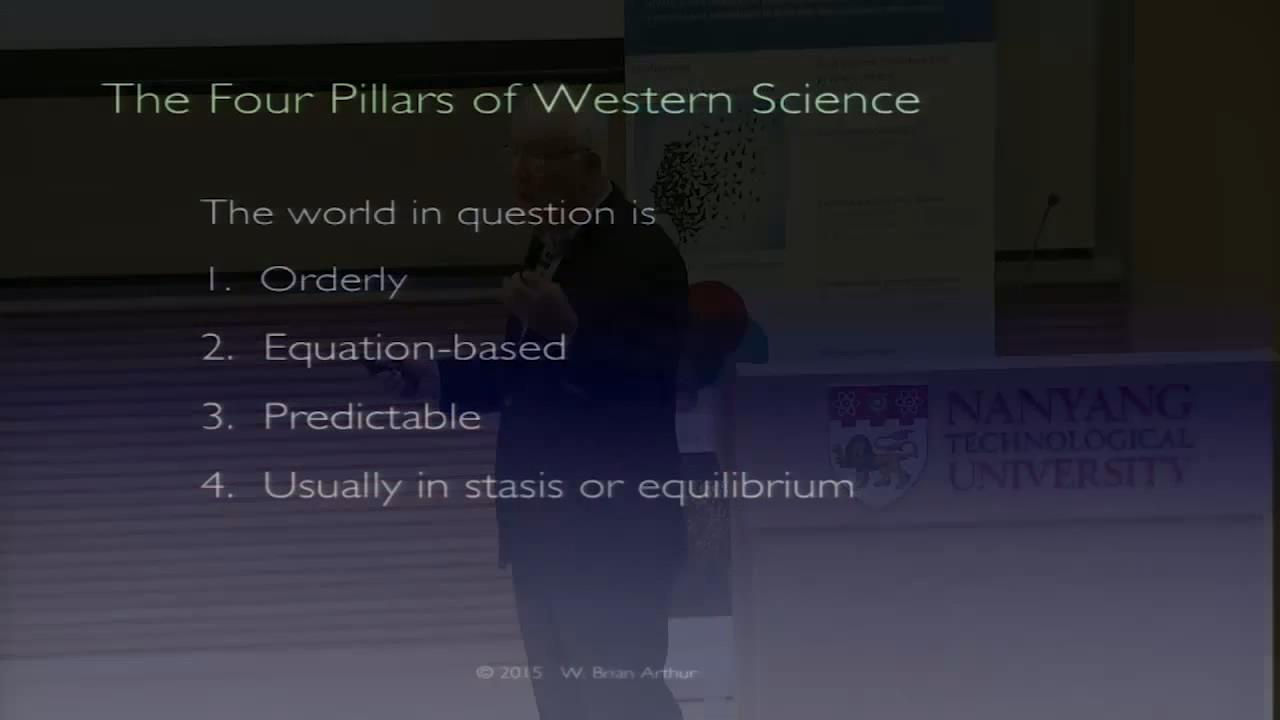 The Four Pillars of Western Science
The world in question is
1. Orderly
2. Equation-based
3. Predictable
4. Usually in stasis or equilibrium
NANYANG
TECHNOLOGICAL
UNIVERSITY
© 2015 W. Brian Arthur